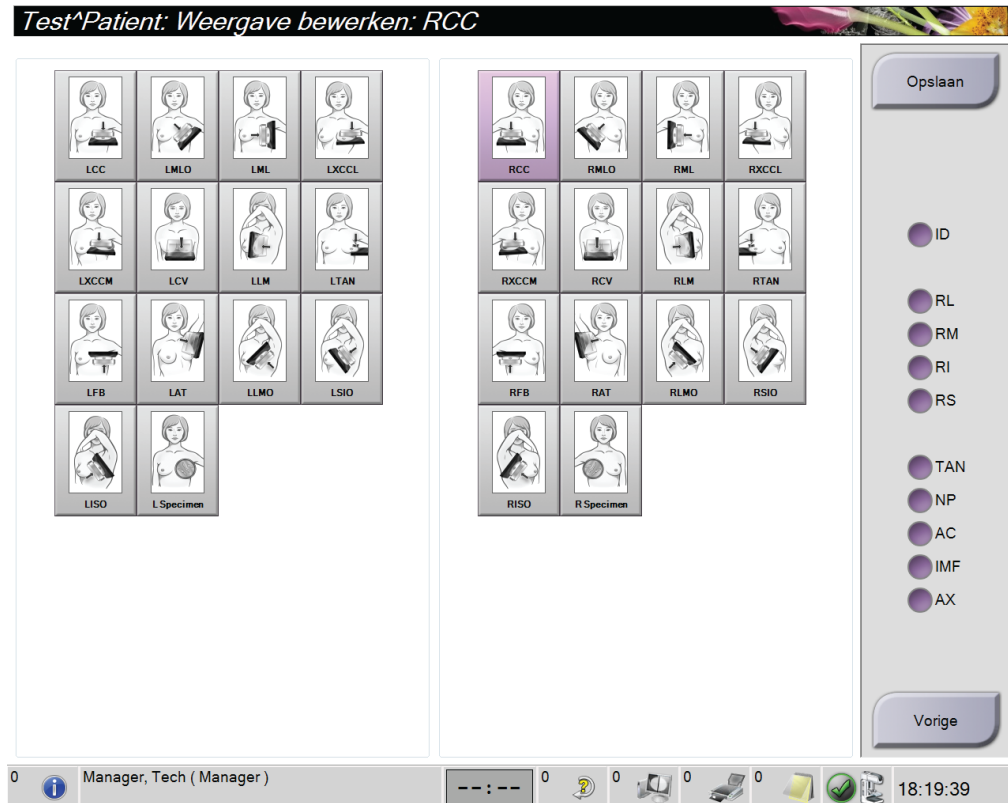 Test^Patient: Weergave bewerken: RCC
LCC LMLO LML LXCCL
LXCCM LCV LLM LTAN
LFB LAT LLMO LSIO
LISO L Specimen
RCC RMLO RML RXCCL
RXCCM RCV RLM RTAN
RFB RAT RLMO RSIO
RISO R Specimen
Opslaan
ID
RL
RM
RI
RS
TAN
NP
AC
IMF
AX
Vorige
0 i Manager, Tech ( Manager ) --:-- 0 ? 0 0 0 18:19:39